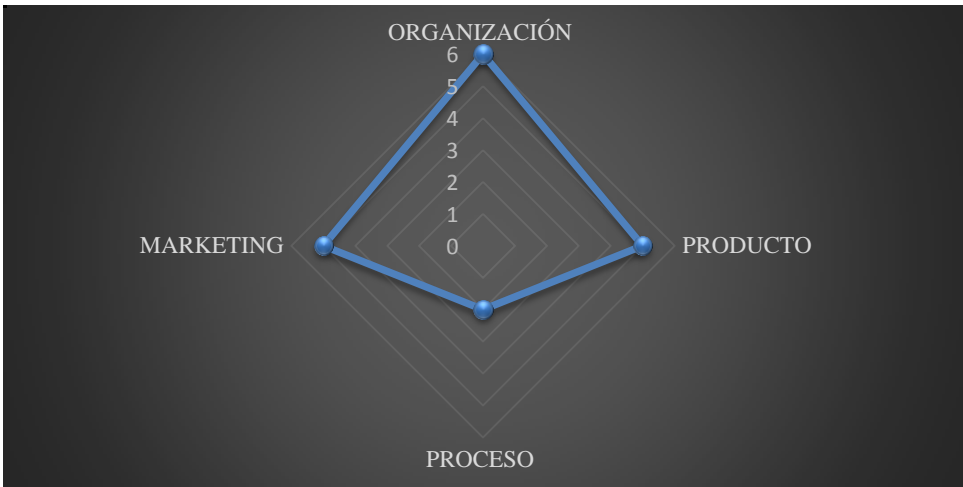 ORGANIZACIÓN
6
5
4
3
2
1
0
MARKETING
PRODUCTO
PROCESO